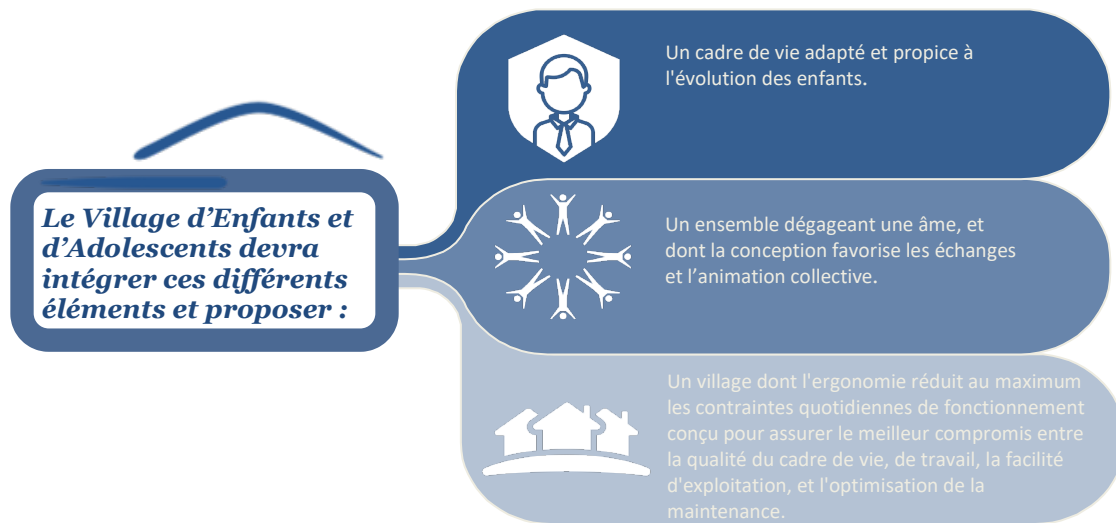 Le Village d’Enfants et
d’Adolescents devra
intégrer ces différents
éléments et proposer :
Un cadre de vie adapté et propice à
l'évolution des enfants.
Un ensemble dégageant une âme, et
dont la conception favorise les échanges
et l’animation collective.
Un village dont l'ergonomie réduit au maximum
les contraintes quotidiennes de fonctionnement
conçu pour assurer le meilleur compromis entre
la qualité du cadre de vie, de travail, la facilité
d'exploitation, et l'optimisation de la
maintenance.